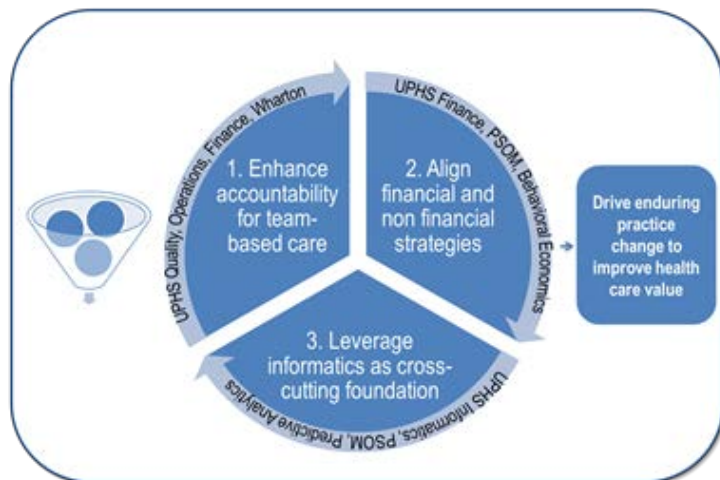 UPHS Quality, Operations, Finance, Wharton
1. Enhance
accountability
for team-
based care
UPHS Finance, PSOM, Behavioral Economics
2. Align
financial and
non financial
strategies
3. Leverage
informatics as cross-
cutting foundation
UPHS Informatics, PSOM, Predictive Analytics
Drive enduring
practice
change to
improve health
care value